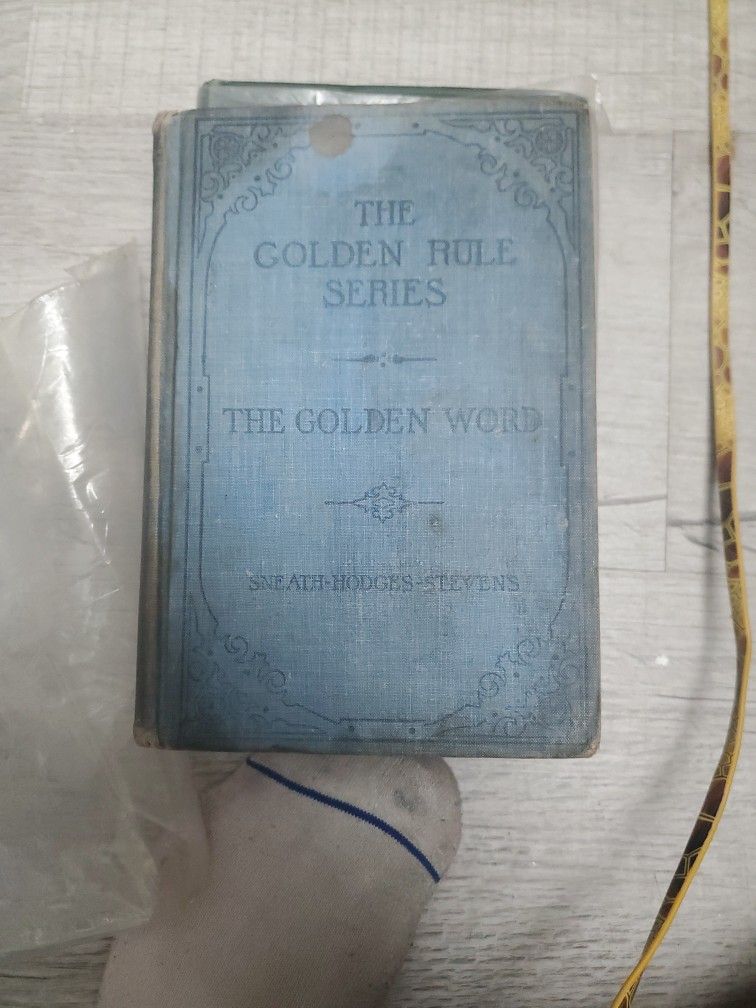 THE
GOLDEN RULE
SERIES
THE GOLDEN WORD
SNEATH-HODGES-STEVENS